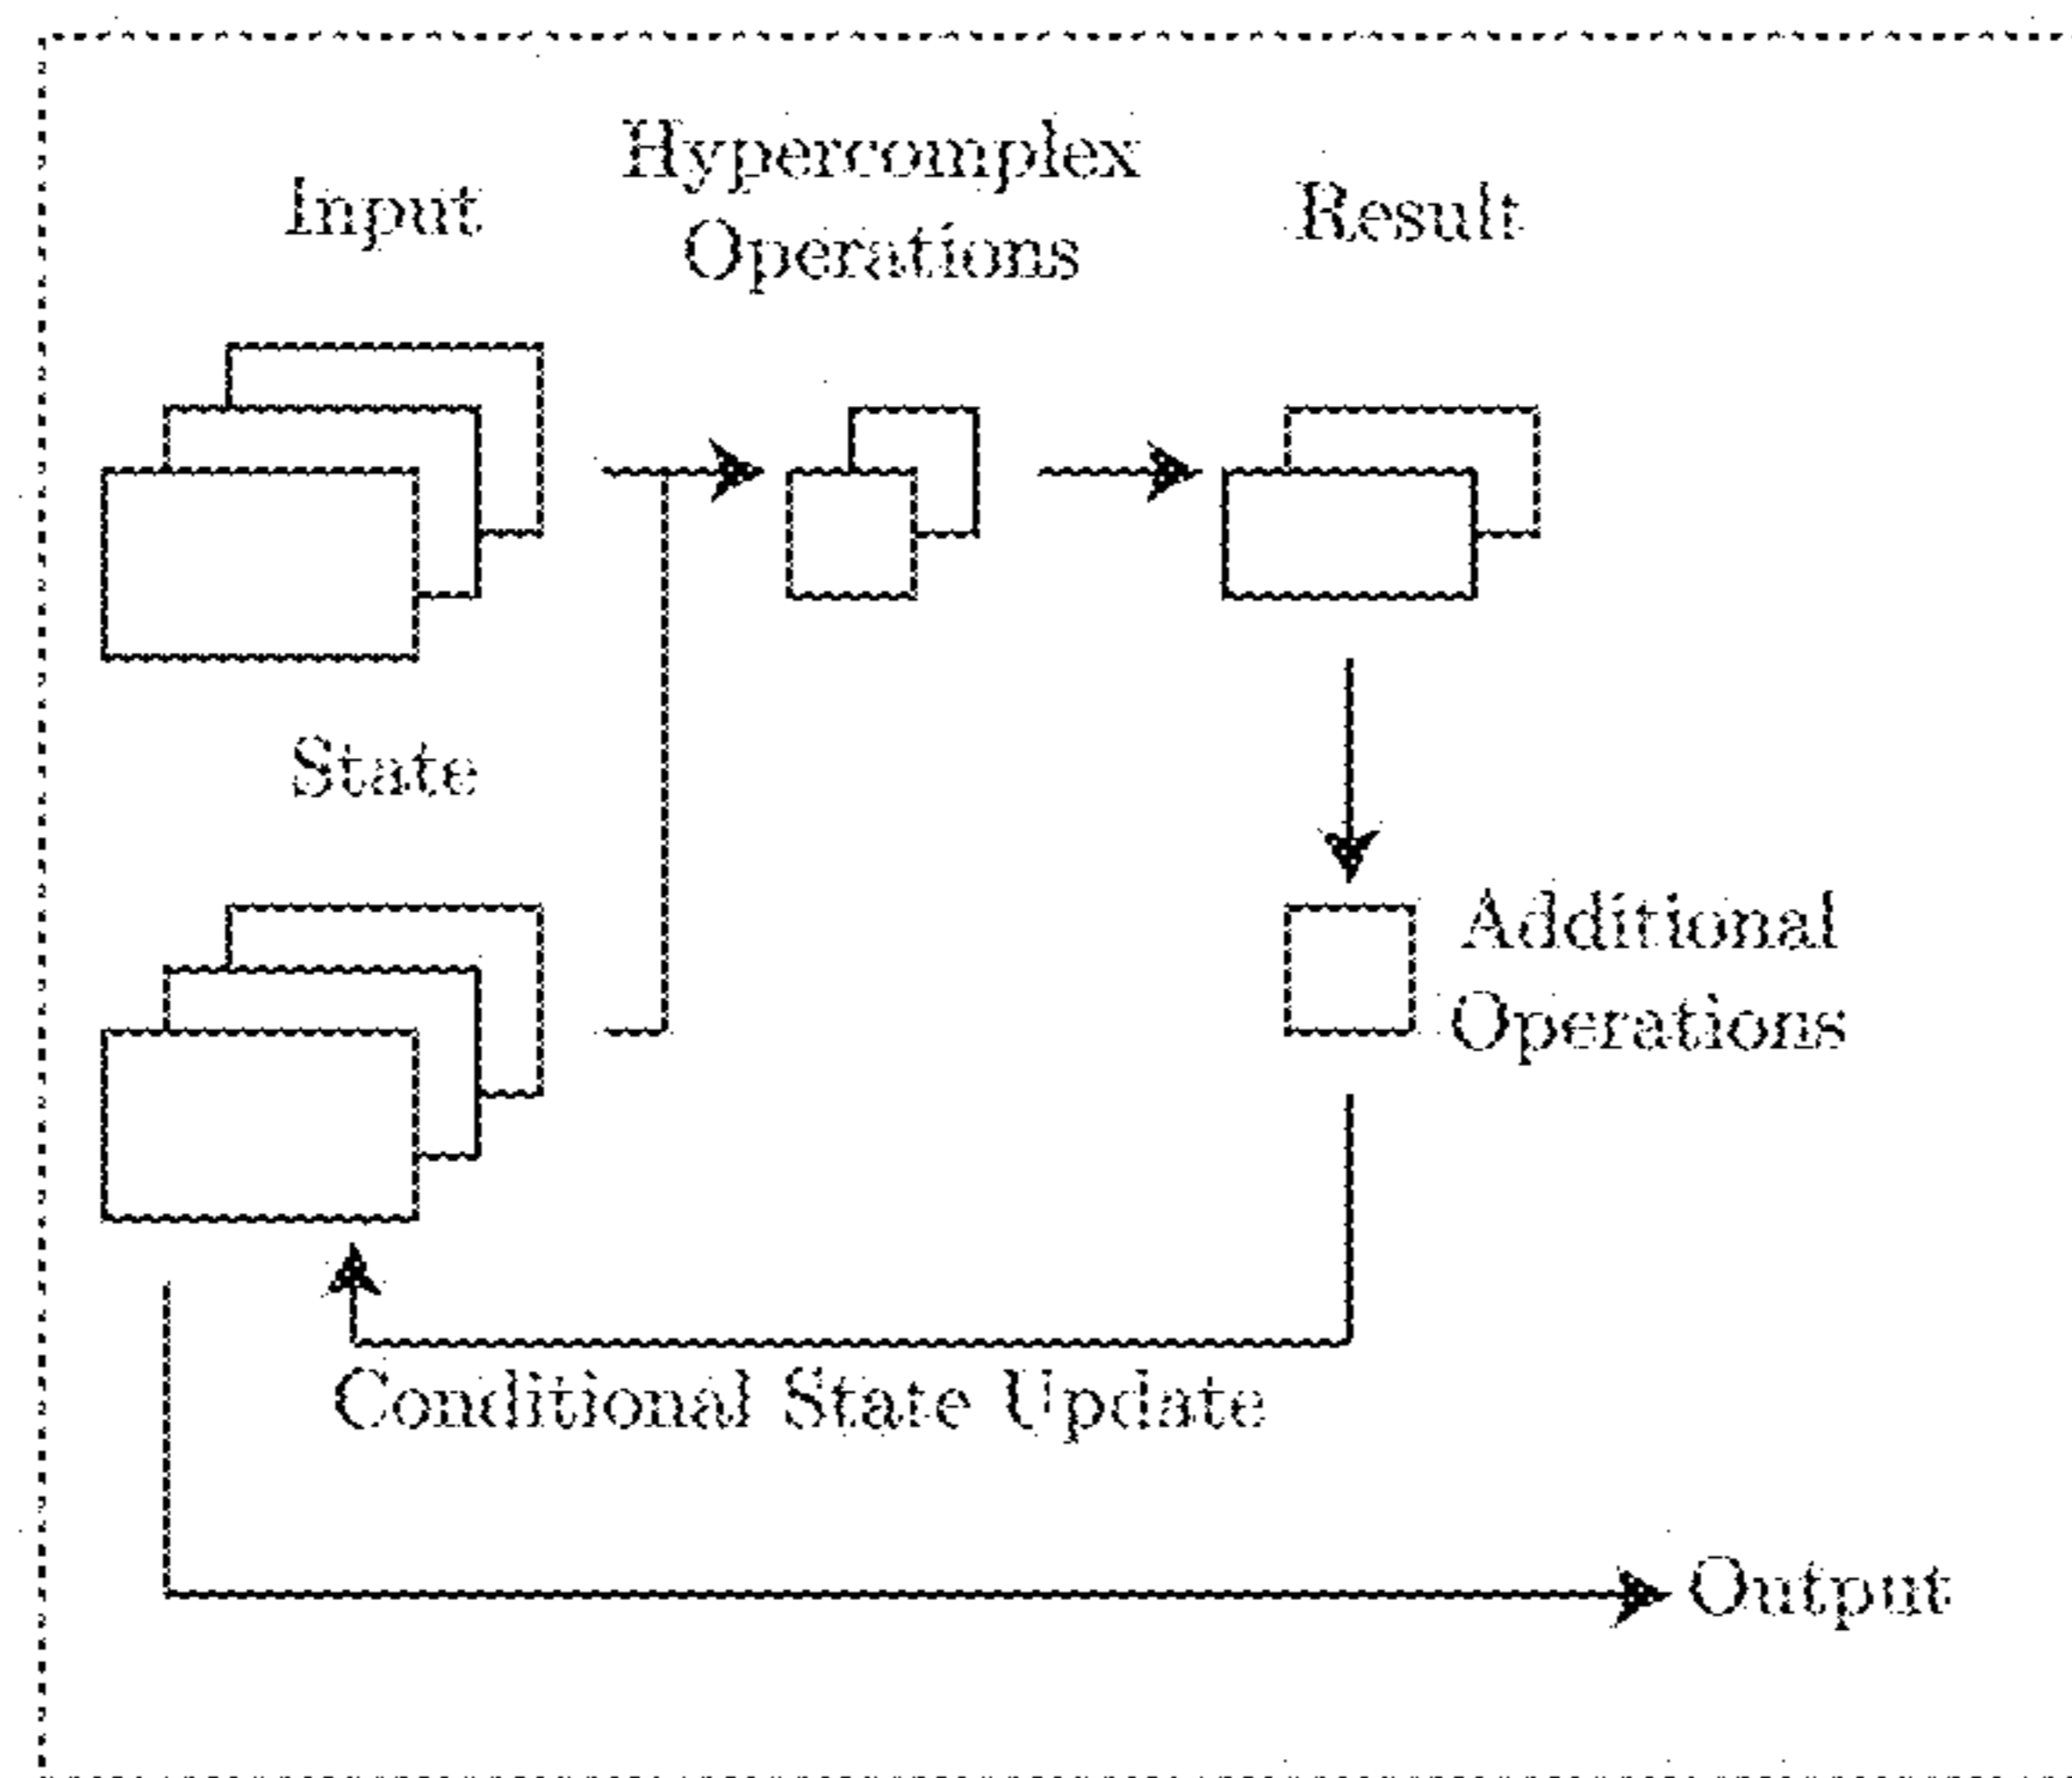 Input
Hypercomplex
Operations
Result
State
Additional
Operations
Conditional State Update
Output